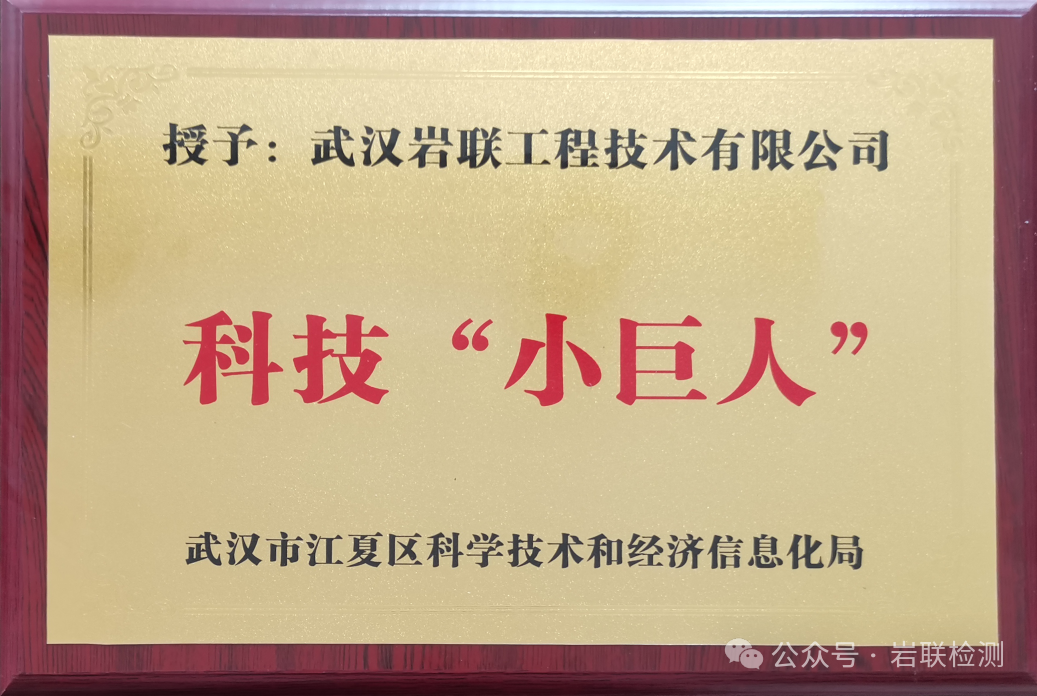 授予：武汉岩联工程技术有限公司
科技“小巨人”
武汉市江夏区科学技术和经济信息化局
公众号·岩联检测